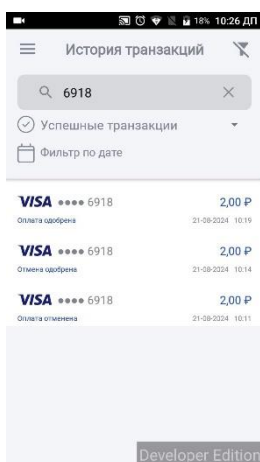 18% 10:26 ДП
История транзакций
6918
Успешные транзакции
Фильтр по дате
VISA •••• 6918 2,00 ₽
Оплата одобрена 21-08-2024 10:19
VISA •••• 6918 2,00 ₽
Отмена одобрена 21-08-2024 10:14
VISA •••• 6918 2,00 ₽
Оплата отменена 21-08-2024 10:11
Developer Edition